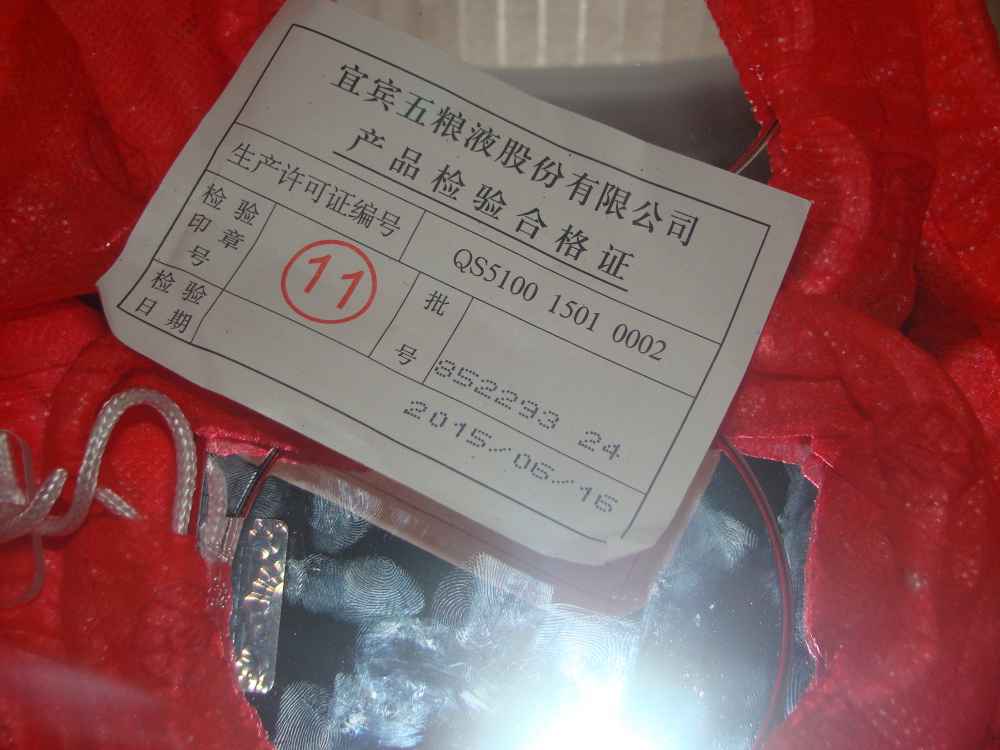 宜宾五粮液股份有限公司
产品检验合格证
生产许可证编号 QS5100 1501 0002
检验印章号 11 批号 852293 24
检验日期 2015/06/16